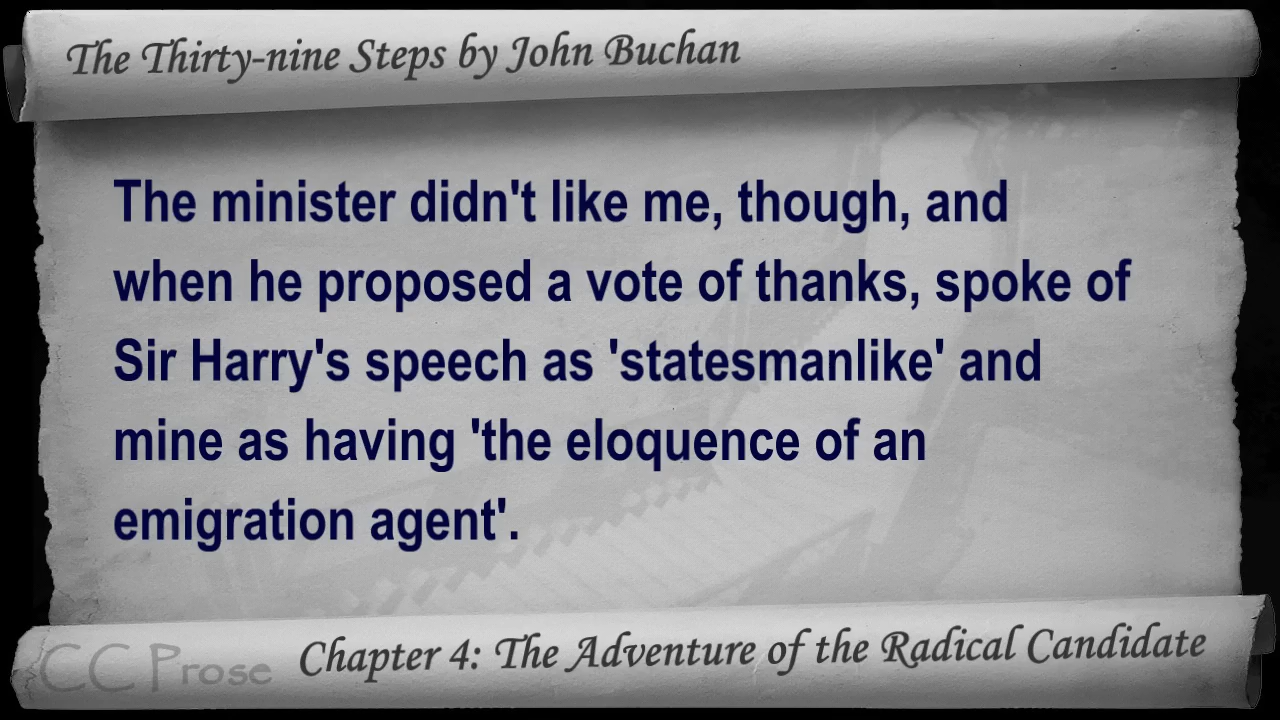 The Thirty-nine Steps by John Buchan
The minister didn't like me, though, and
when he proposed a vote of thanks, spoke of
Sir Harry's speech as 'statesmanlike' and
mine as having 'the eloquence of an
emigration agent'.
CC Prose
Chapter 4: The Adventure of the Radical Candidate